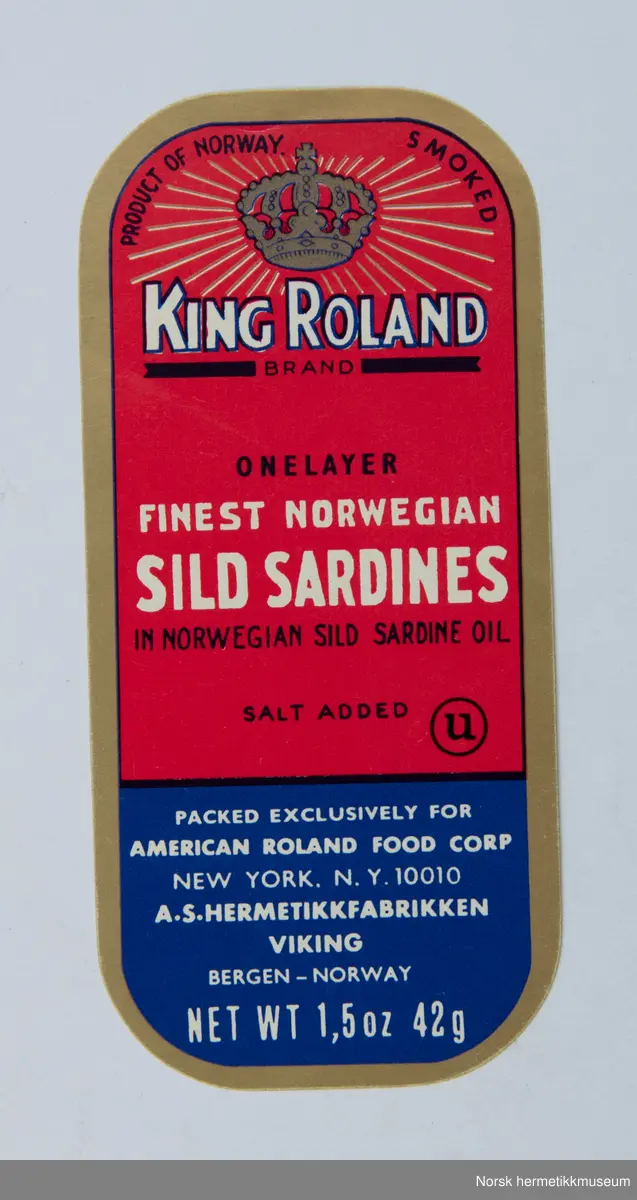 PRODUCT OF NORWAY. SMOKED
KING ROLAND
BRAND
ONELAYER
FINEST NORWEGIAN
SILD SARDINES
IN NORWEGIAN SILD SARDINE OIL
SALT ADDED
u
PACKED EXCLUSIVELY FOR
AMERICAN ROLAND FOOD CORP
NEW YORK. N.Y.10010
A.S.HERMETIKKFABRIKKEN
VIKING
BERGEN – NORWAY
NET WT 1,5oz 42g
Norsk hermetikkmuseum